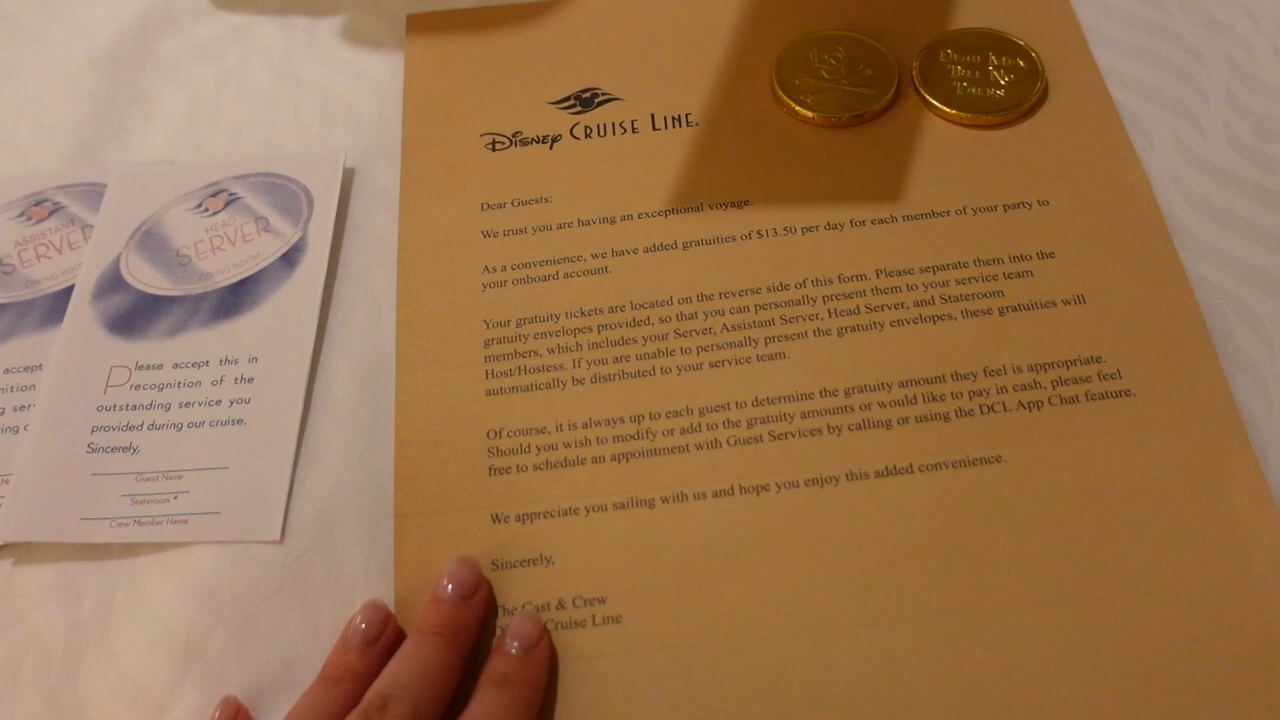 DEAD MEN
TELL NO
TALES
Disney CRUISE LINE.
Dear Guests:
We trust you are having an exceptional voyage.
As a convenience, we have added gratuities of $13.50 per day for each member of your party to
your onboard account.
Your gratuity tickets are located on the reverse side of this form. Please separate them into the
gratuity envelopes provided, so that you can personally present them to your service team
members, which includes your Server, Assistant Server, Head Server, and Stateroom
Host/Hostess. If you are unable to personally present the gratuity envelopes, these gratuities will
automatically be distributed to your service team.
Of course, it is always up to each guest to determine the gratuity amount they feel is appropriate.
Should you wish to modify or add to the gratuity amounts or would like to pay in cash, please feel
free to schedule an appointment with Guest Services by calling or using the DCL App Chat feature.
We appreciate you sailing with us and hope you enjoy this added convenience.
Sincerely,
The Cast & Crew
Cruise Line
ASSISTANT
SERVER
DINING ROOM
accept
HEAD
SERVER
DINING ROOM
Please accept this in
recognition of the
outstanding service you
provided during our cruise.
Sincerely,
Guest Name
Stateroom #
Crew Member Name